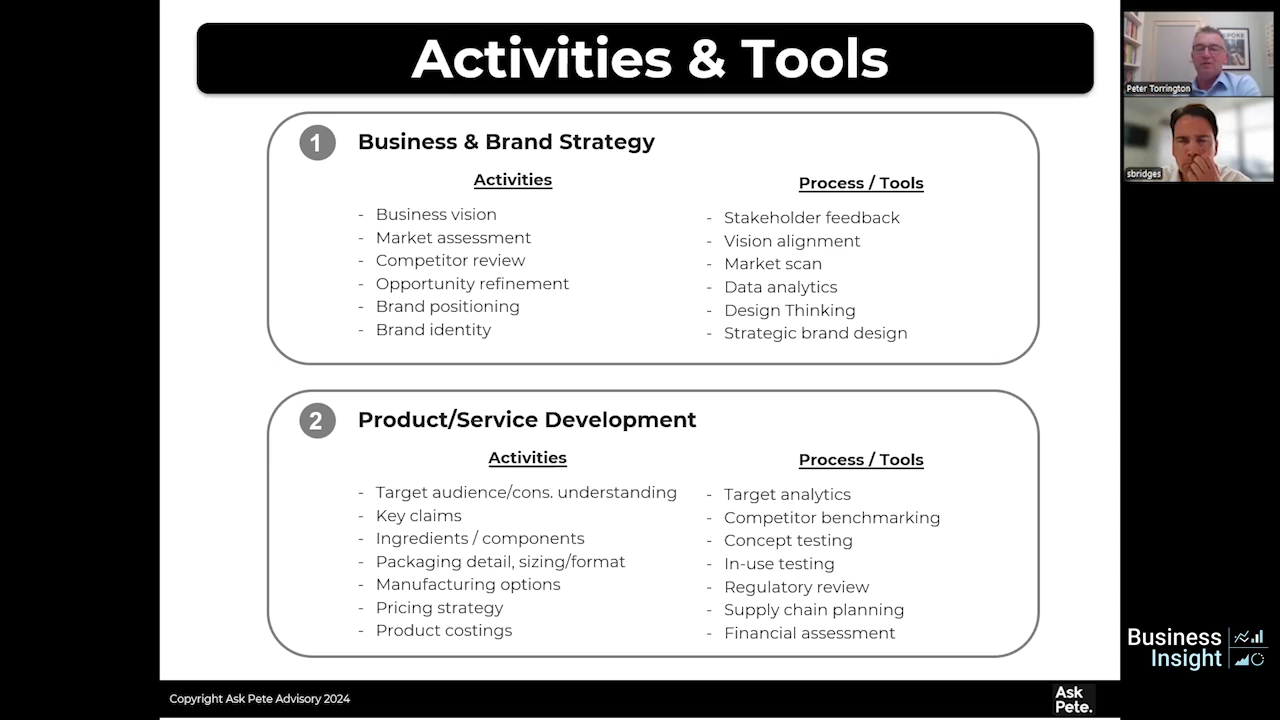 Activities & Tools
1
Business & Brand Strategy
Activities
- Business vision
- Market assessment
- Competitor review
- Opportunity refinement
- Brand positioning
- Brand identity
Process / Tools
- Stakeholder feedback
- Vision alignment
- Market scan
- Data analytics
- Design Thinking
- Strategic brand design
2
Product/Service Development
Activities
- Target audience/cons. understanding
- Key claims
- Ingredients / components
- Packaging detail, sizing/format
- Manufacturing options
- Pricing strategy
- Product costings
Process / Tools
- Target analytics
- Competitor benchmarking
- Concept testing
- In-use testing
- Regulatory review
- Supply chain planning
- Financial assessment
Copyright Ask Pete Advisory 2024
Ask
Pete.
Peter Torrington
sbridges
Business
Insight